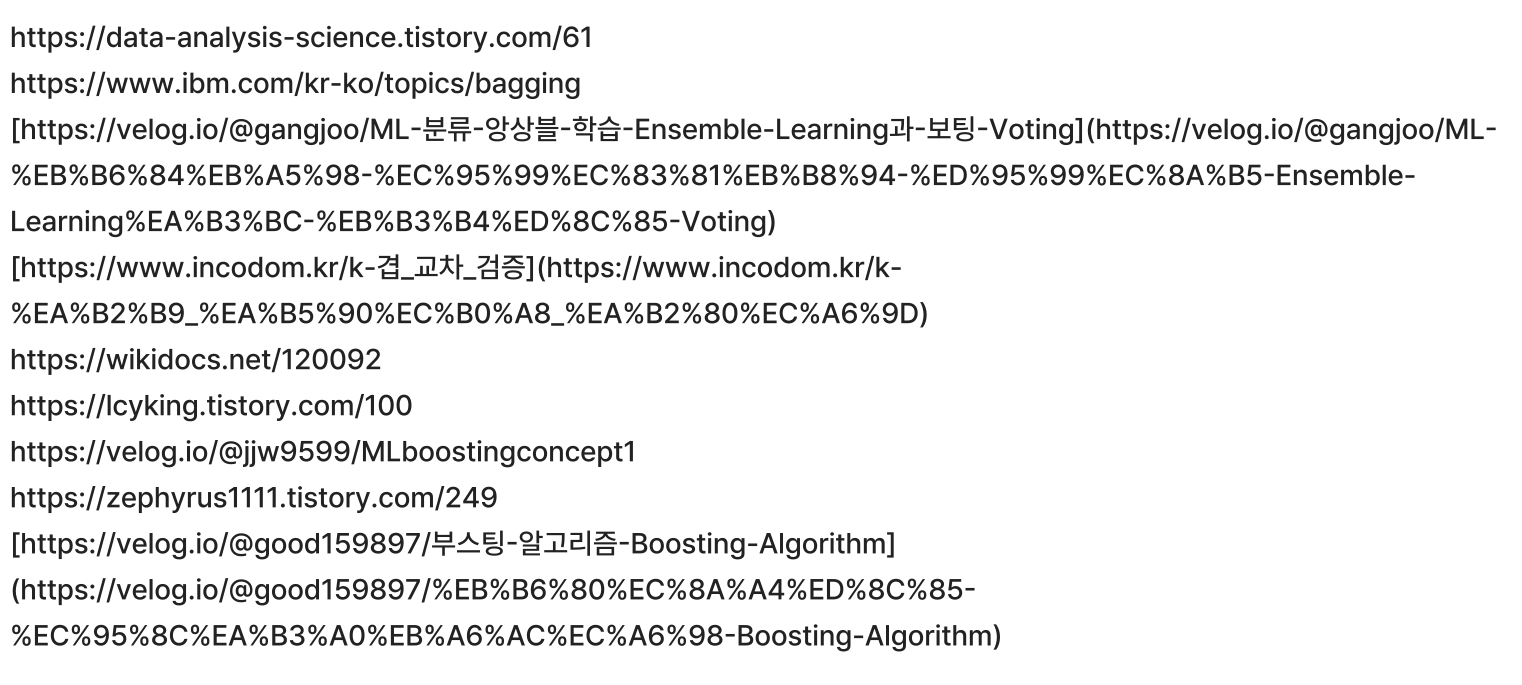 https://data-analysis-science.tistory.com/61
https://www.ibm.com/kr-ko/topics/bagging
[https://velog.io/@gangjoo/ML-분류-앙상블-학습-Ensemble-Learning과-보팅-Voting](https://velog.io/@gangjoo/ML-
%EB%B6%84%EB%A5%98-%EC%95%99%EC%83%81%EB%B8%94-%ED%95%99%EC%8A%B5-Ensemble-
Learning%EA%B3%BC-%EB%B3%B4%ED%8C%85-Voting)
[https://www.incodom.kr/k-겹_교차_검증](https://www.incodom.kr/k-
%EA%B2%B9_%EA%B5%90%EC%B0%A8_%EA%B2%80%EC%A6%9D)
https://wikidocs.net/120092
https://lcyking.tistory.com/100
https://velog.io/@jjw9599/MLboostingconcept1
https://zephyrus1111.tistory.com/249
[https://velog.io/@good159897/부스팅-알고리즘-Boosting-Algorithm]
(https://velog.io/@good159897/%EB%B6%80%EC%8A%A4%ED%8C%85-
%EC%95%8C%EA%B3%A0%EB%A6%AC%EC%A6%98-Boosting-Algorithm)